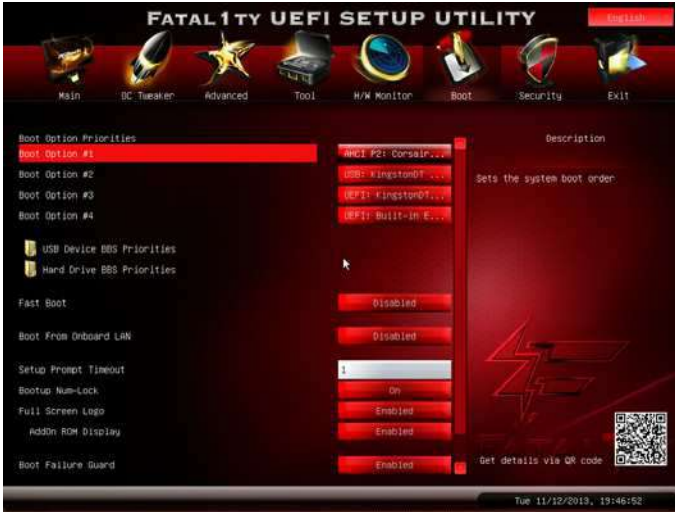 FATAL1TY UEFI SETUP UTILITY
English
Main
OC Tweaker
Advanced
Tool
H/W Monitor
Boot
Security
Exit
Boot Option Priorities
Boot Option #1
AHCI P2: Corsair...
Boot Option #2
USB: KingstonDT ...
Boot Option #3
UEFI: KingstonDT...
Boot Option #4
UEFI: Built-in E...
USB Device BBS Priorities
Hard Drive BBS Priorities
Fast Boot
Disabled
Boot From Onboard LAN
Disabled
Setup Prompt Timeout
1
Bootup Num-Lock
On
Full Screen Logo
Enabled
AddOn ROM Display
Enabled
Boot Failure Guard
Enabled
Description
Sets the system boot order
Get details via QR code
Tue 11/12/2013, 19:46:52